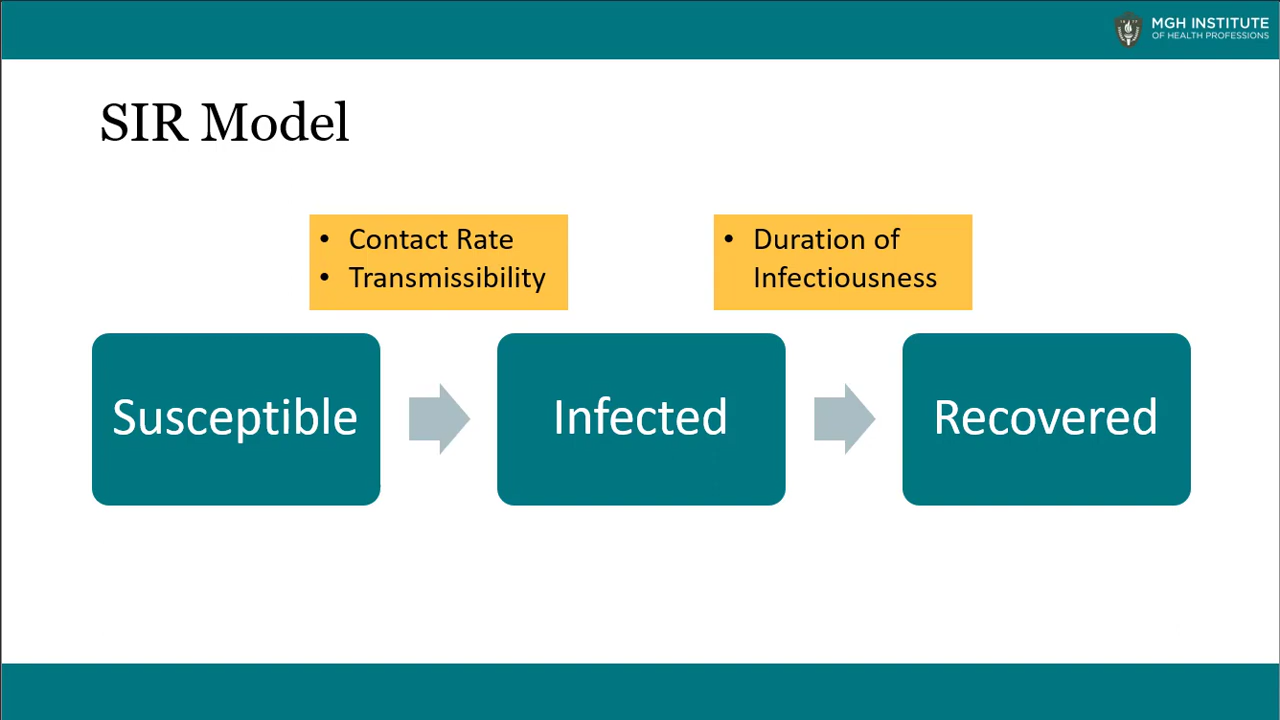 MGH INSTITUTE
OF HEALTH PROFESSIONS
SIR Model
• Contact Rate
• Transmissibility
• Duration of
Infectiousness
Susceptible
Infected
Recovered